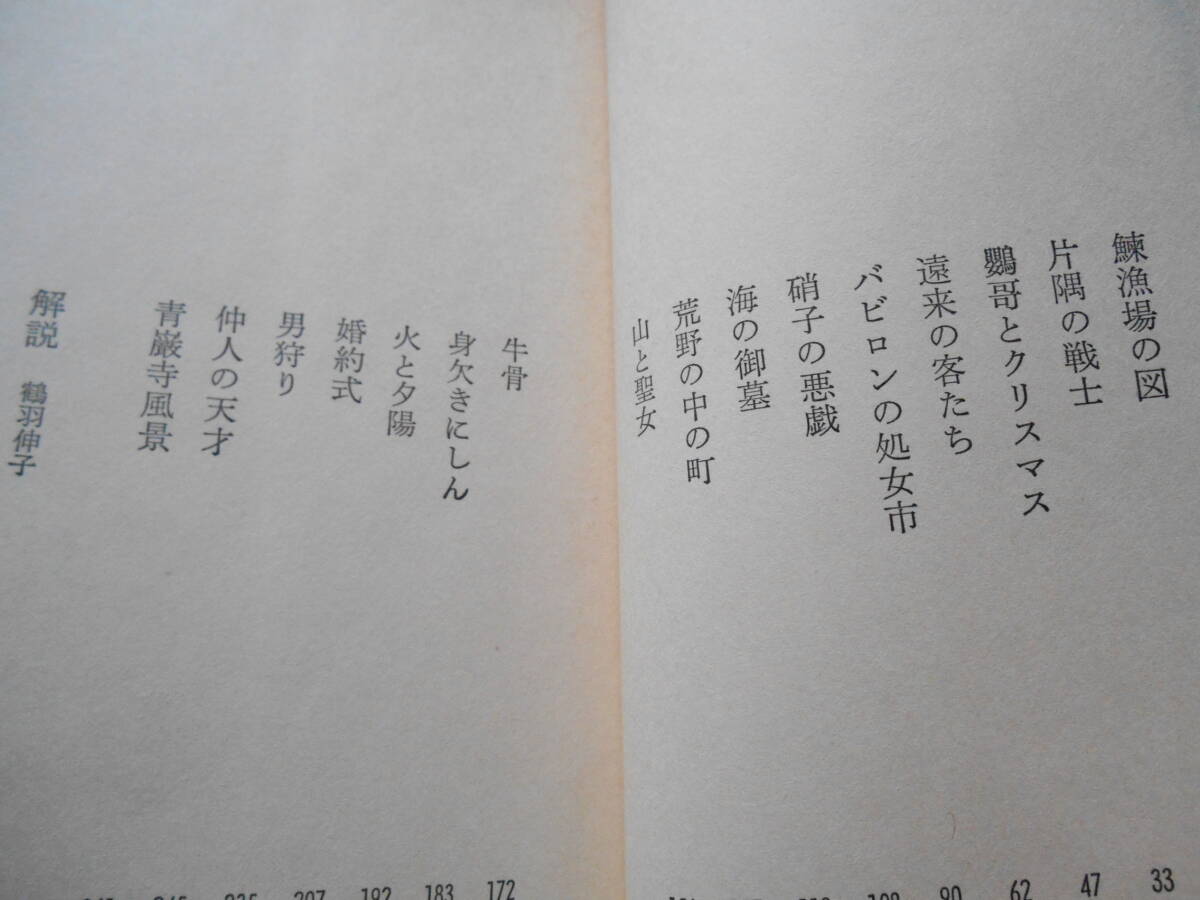 鰊漁場の図
片隅の戦士
鸚哥とクリスマス
遠来の客たち
バビロンの処女市
硝子の悪戯
海の御墓
荒野の中の町
山と聖女
33
47
62
90
牛骨
身欠きにしん
火と夕陽
婚約式
男狩り
仲人の天才
青巌寺風景
解説 鶴羽伸子
172
183
192
207